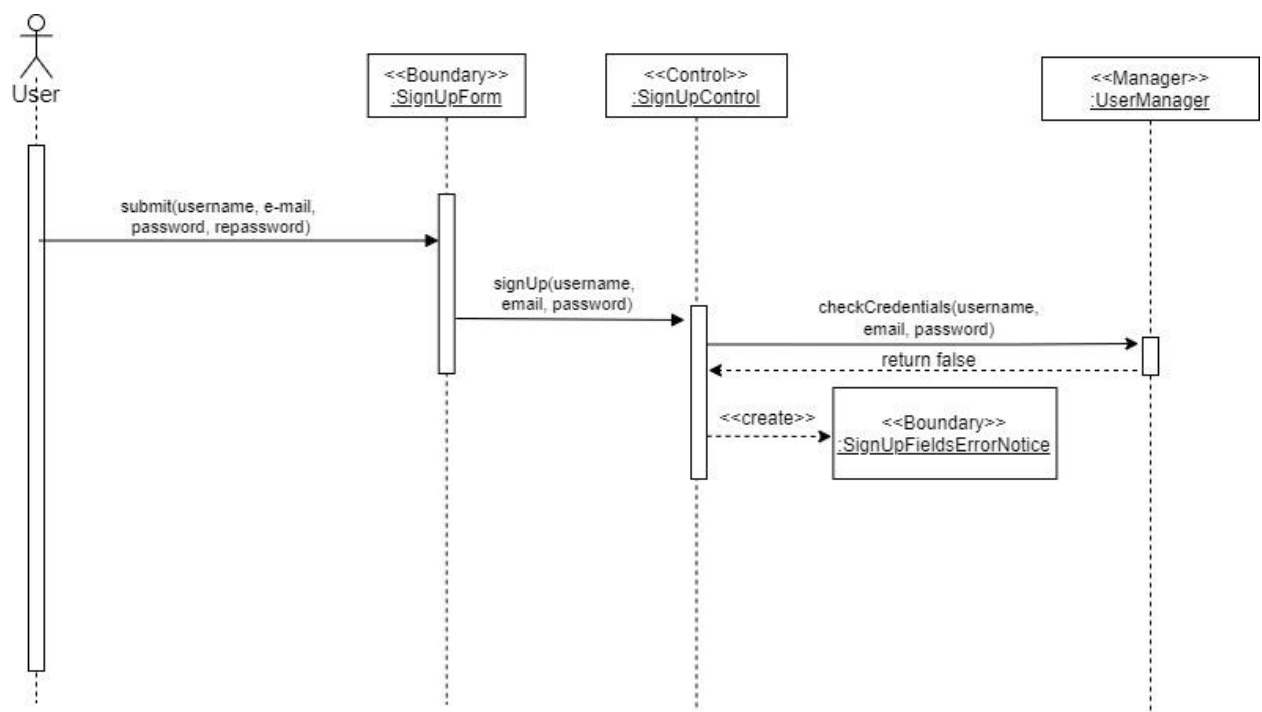 User
<<Boundary>>
:SignUpForm
<<Control>>
:SignUpControl
<<Manager>>
:UserManager
submit(username, e-mail,
password, repassword)
signUp(username,
email, password)
checkCredentials(username,
email, password)
return false
<<create>>
<<Boundary>>
:SignUpFieldsErrorNotice